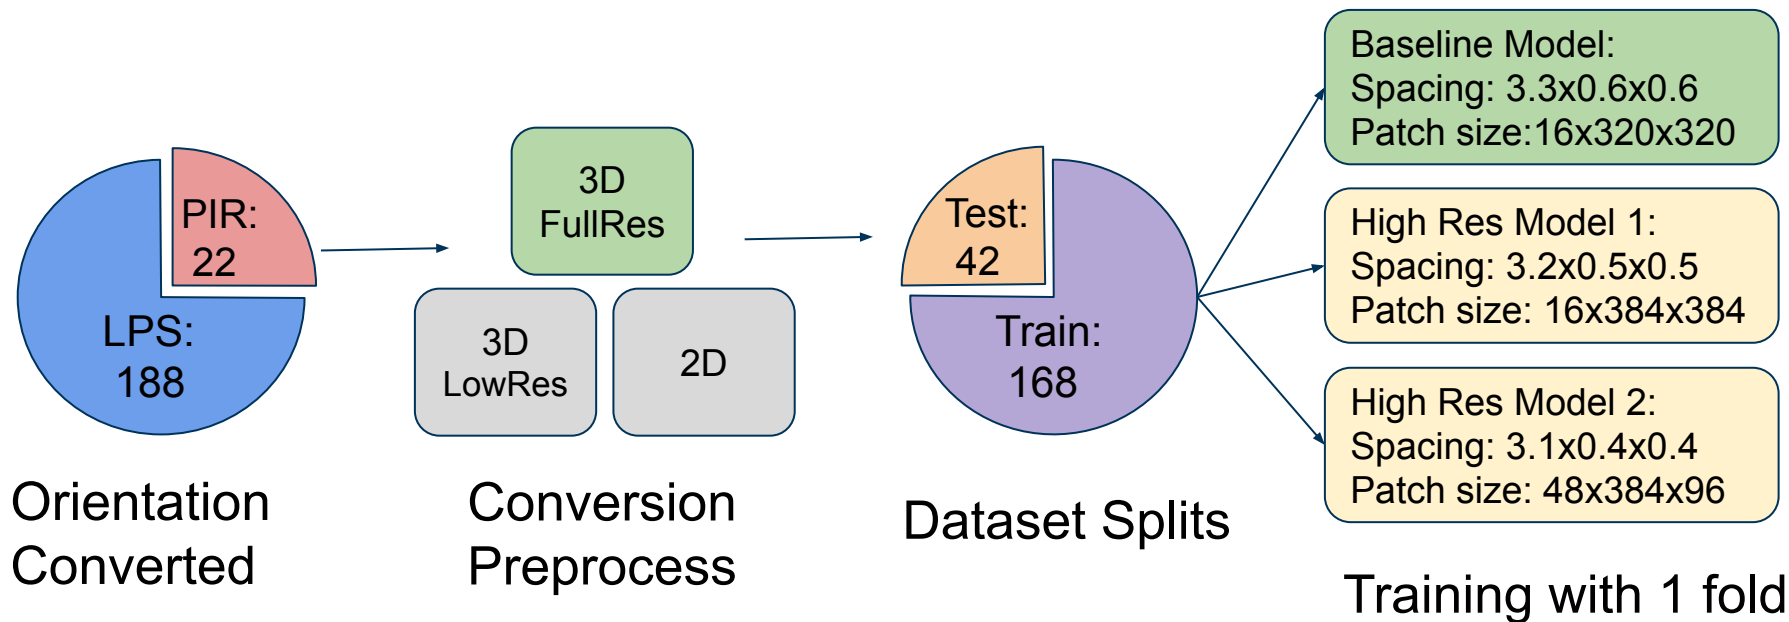 PIR:
22
LPS:
188
Orientation
Converted
3D
FullRes
3D
LowRes
2D
Conversion
Preprocess
Test:
42
Train:
168
Dataset Splits
Baseline Model:
Spacing: 3.3x0.6x0.6
Patch size:16x320x320
High Res Model 1:
Spacing: 3.2x0.5x0.5
Patch size: 16x384x384
High Res Model 2:
Spacing: 3.1x0.4x0.4
Patch size: 48x384x96
Training with 1 fold